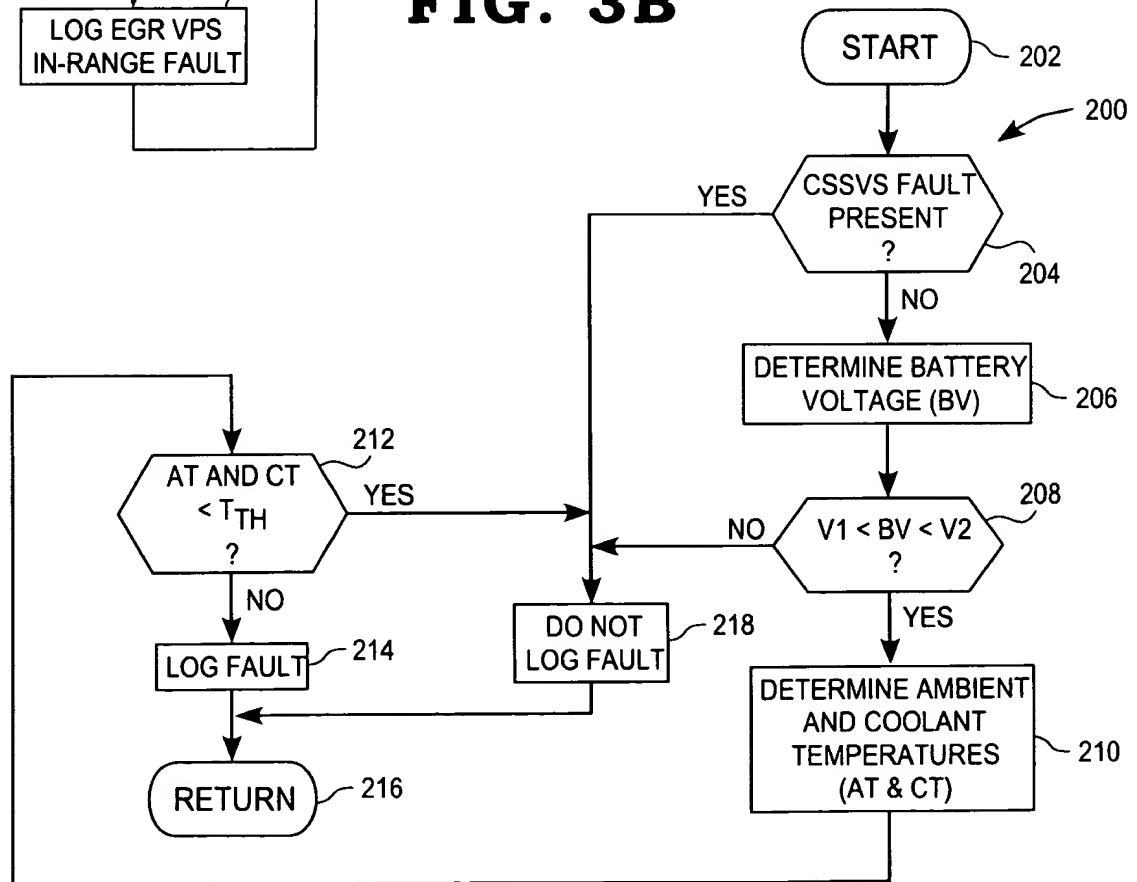 FIG. 3B
LOG EGR VPS
IN-RANGE FAULT
START
202
200
CSSVS FAULT
PRESENT
?
204
YES
NO
DETERMINE BATTERY
VOLTAGE (BV)
206
V1 < BV < V2
?
208
NO
YES
DETERMINE AMBIENT
AND COOLANT
TEMPERATURES
(AT & CT)
210
AT AND CT
< TTH
?
212
YES
NO
LOG FAULT
214
DO NOT
LOG FAULT
218
RETURN
216